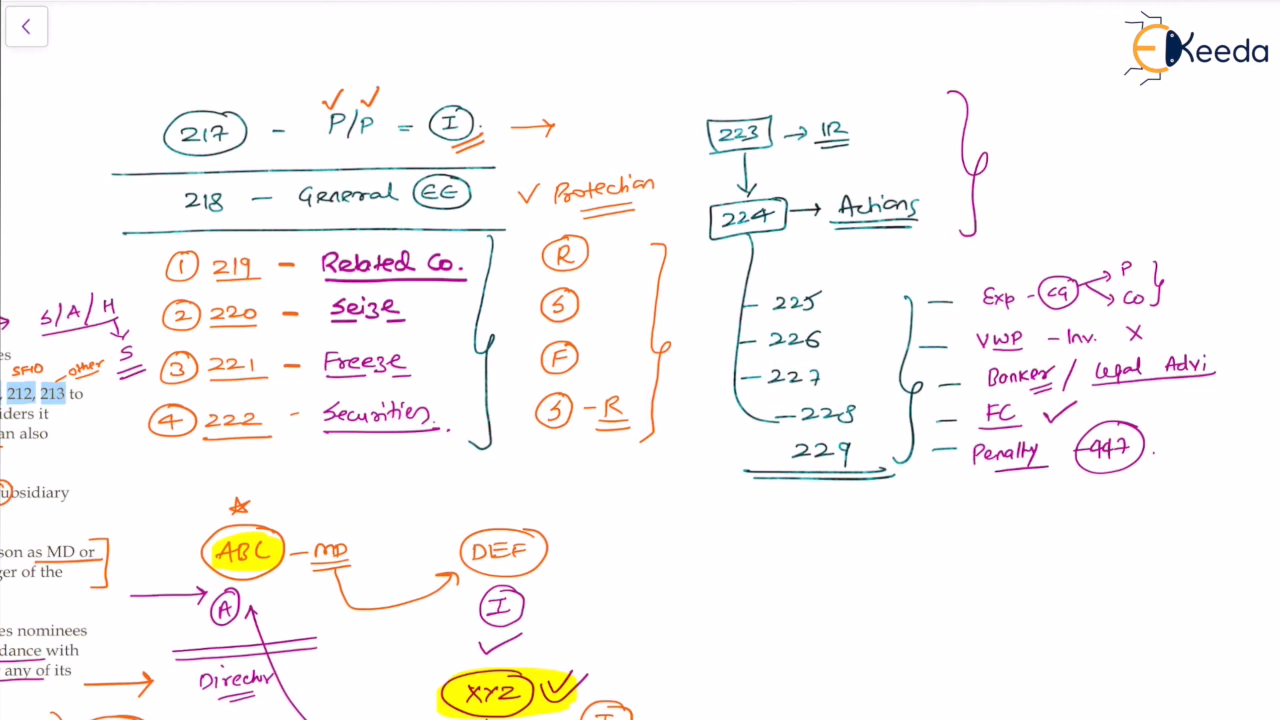 EKeeda
217 - P/P = I.
218 - General EE
✓ Protection
1 219 - Related Co.
2 220 - Seize
3 221 - Freeze
4 222 - Securities.
R
S
F
S - R
223 → IR
224 → Actions
225 — Exp - CG P Co
226 — VWP - Inv. X
227 — Banker / Legal Advi
228 — FC ✓
229 — Penalty 447.
S/A/H
S
es
SFIO other
212, 213 to
iders it
an also
ubsidiary
son as MD or
ger of the
es nominees
dance with
any of its
ABC - MD
DEF
A
I
Director
XYZ
I